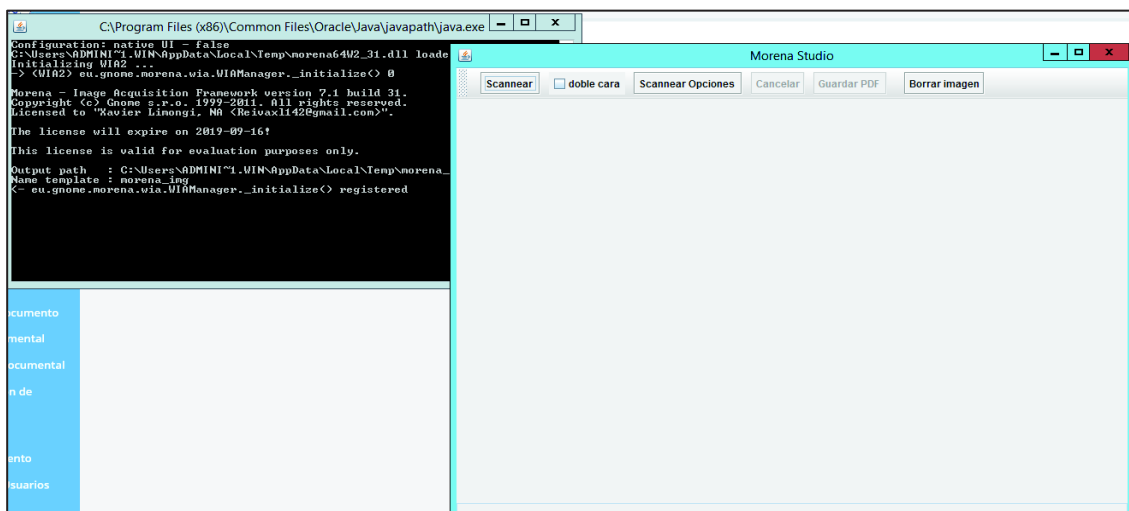 C:\Program Files (x86)\Common Files\Oracle\Java\javapath\java.exe
Configuration: native UI - false
C:\Users\ADMINI~1.WIN\AppData\Local\Temp\morena64W2_31.dll loade
Initializing WIA2 ...
-> (WIA2) eu.gnome.morena.wia.WIAManager._initialize() 0
Morena - Image Acquisition Framework version 7.1 build 31.
Copyright (c) Gnome s.r.o. 1999-2011. All rights reserved.
Licensed to "Xavier Limongi, NA <Reivaxl142@gmail.com>".
The license will expire on 2019-09-16!
This license is valid for evaluation purposes only.
Output path : C:\Users\ADMINI~1.WIN\AppData\Local\Temp\morena_
Name template : morena_img
<- eu.gnome.morena.wia.WIAManager._initialize() registered
Morena Studio
Scannear doble cara Scannear Opciones Cancelar Guardar PDF Borrar imagen
ocumento
mental
ocumental
n de
ento
suarios